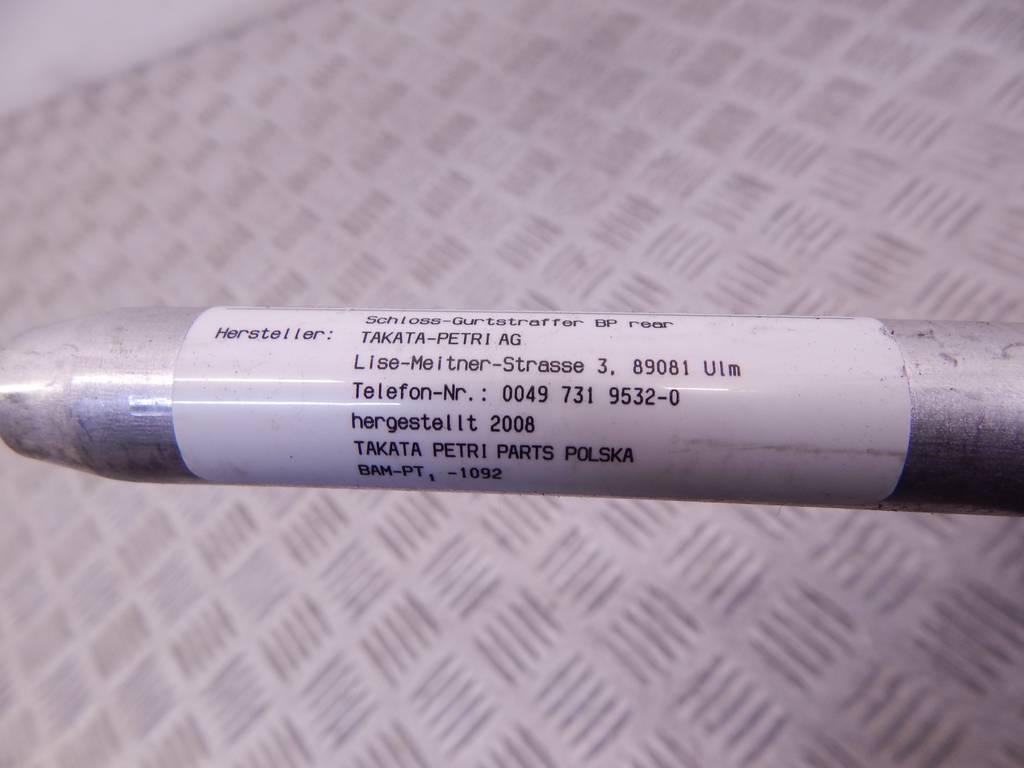 Schloss-Gurtstraffer BP rear
Hersteller: TAKATA-PETRI AG
Lise-Meitner-Strasse 3, 89081 Ulm
Telefon-Nr.: 0049 731 9532-0
hergestellt 2008
TAKATA PETRI PARTS POLSKA
BAM-PT₁ -1092